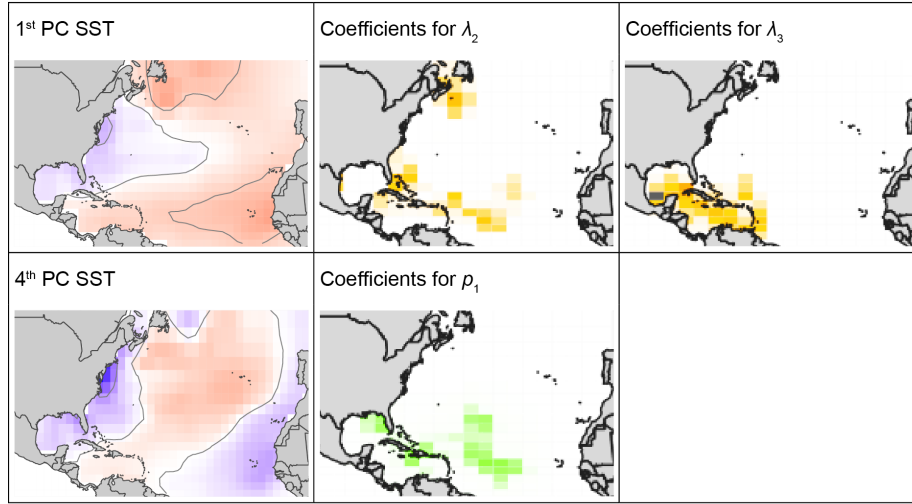 1st PC SST
Coefficients for λ2
Coefficients for λ3
4th PC SST
Coefficients for p1